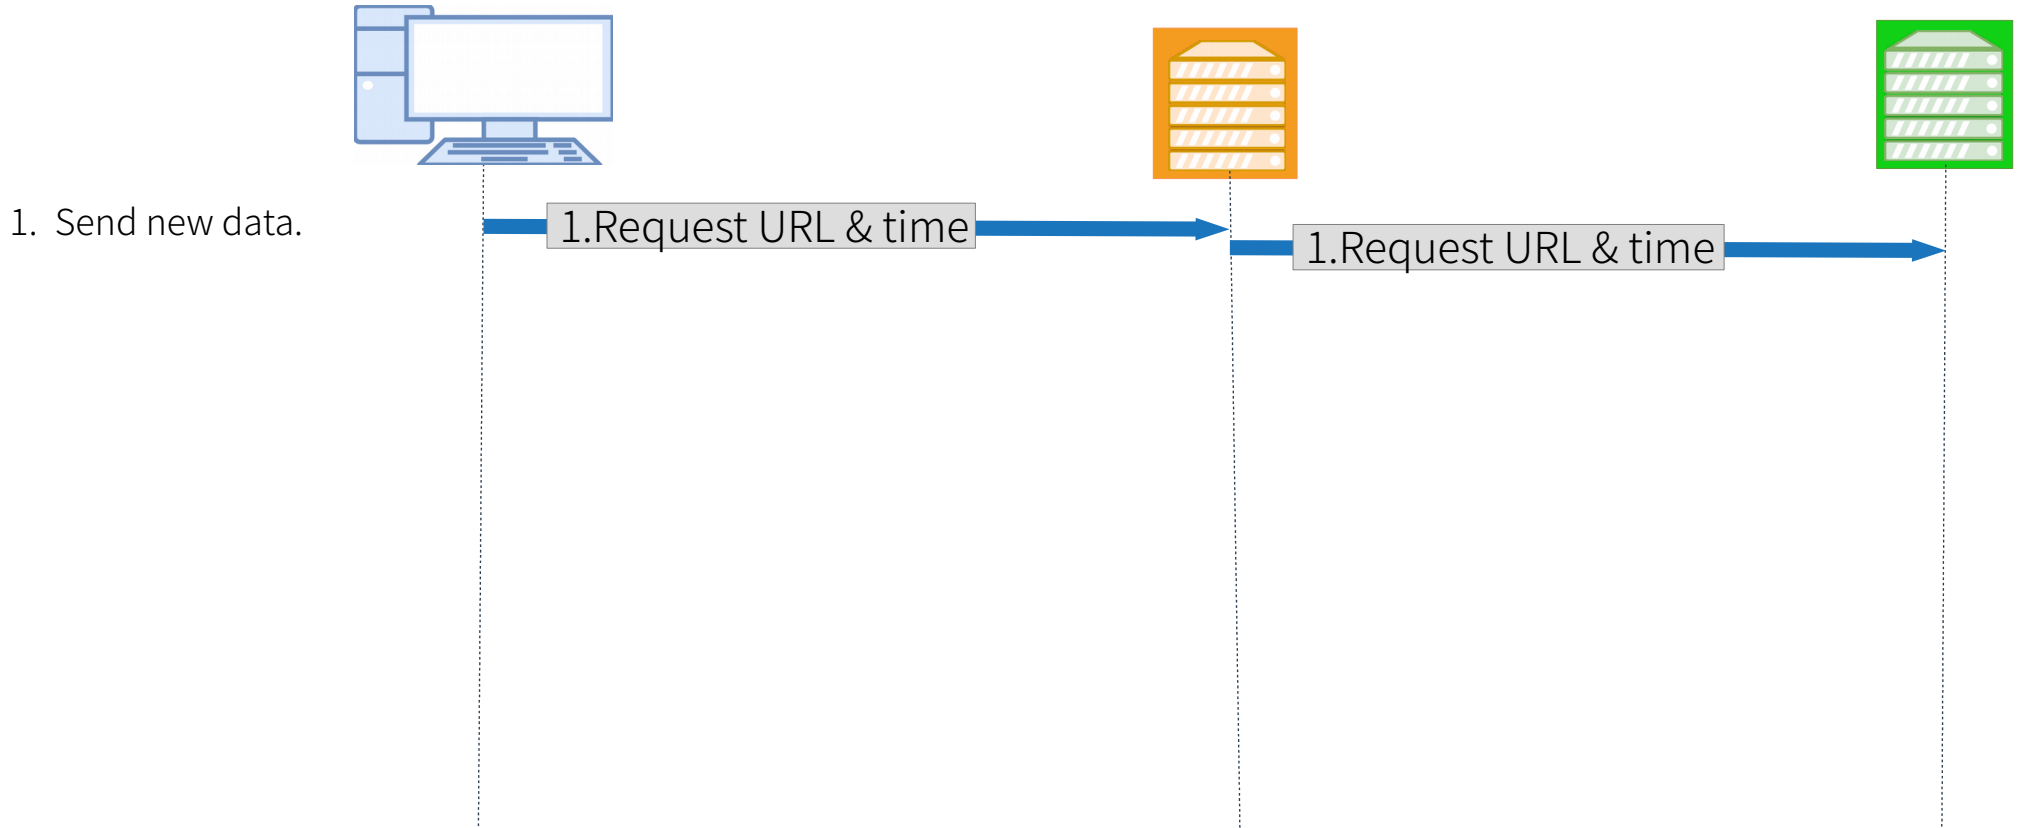 1. Send new data.
1.Request URL & time
1.Request URL & time